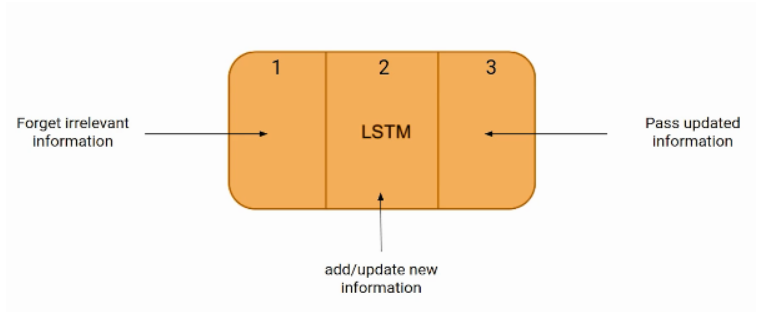 1 2 3
Forget irrelevant
information
LSTM
Pass updated
information
add/update new
information